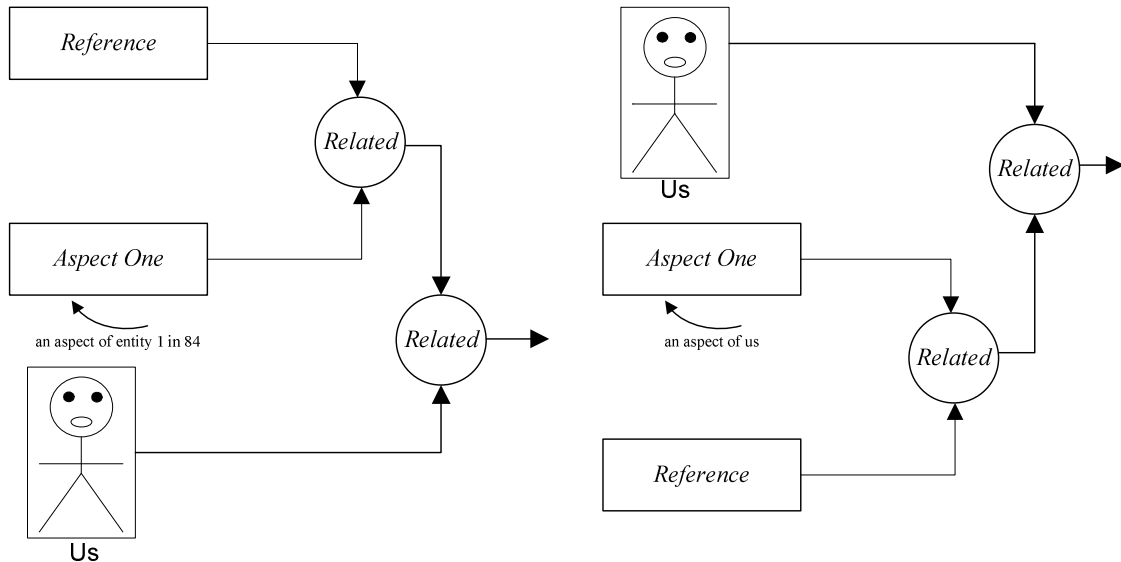 Reference
Related
Aspect One
an aspect of entity 1 in 84
Related
Us
Us
Related
Aspect One
an aspect of us
Related
Reference